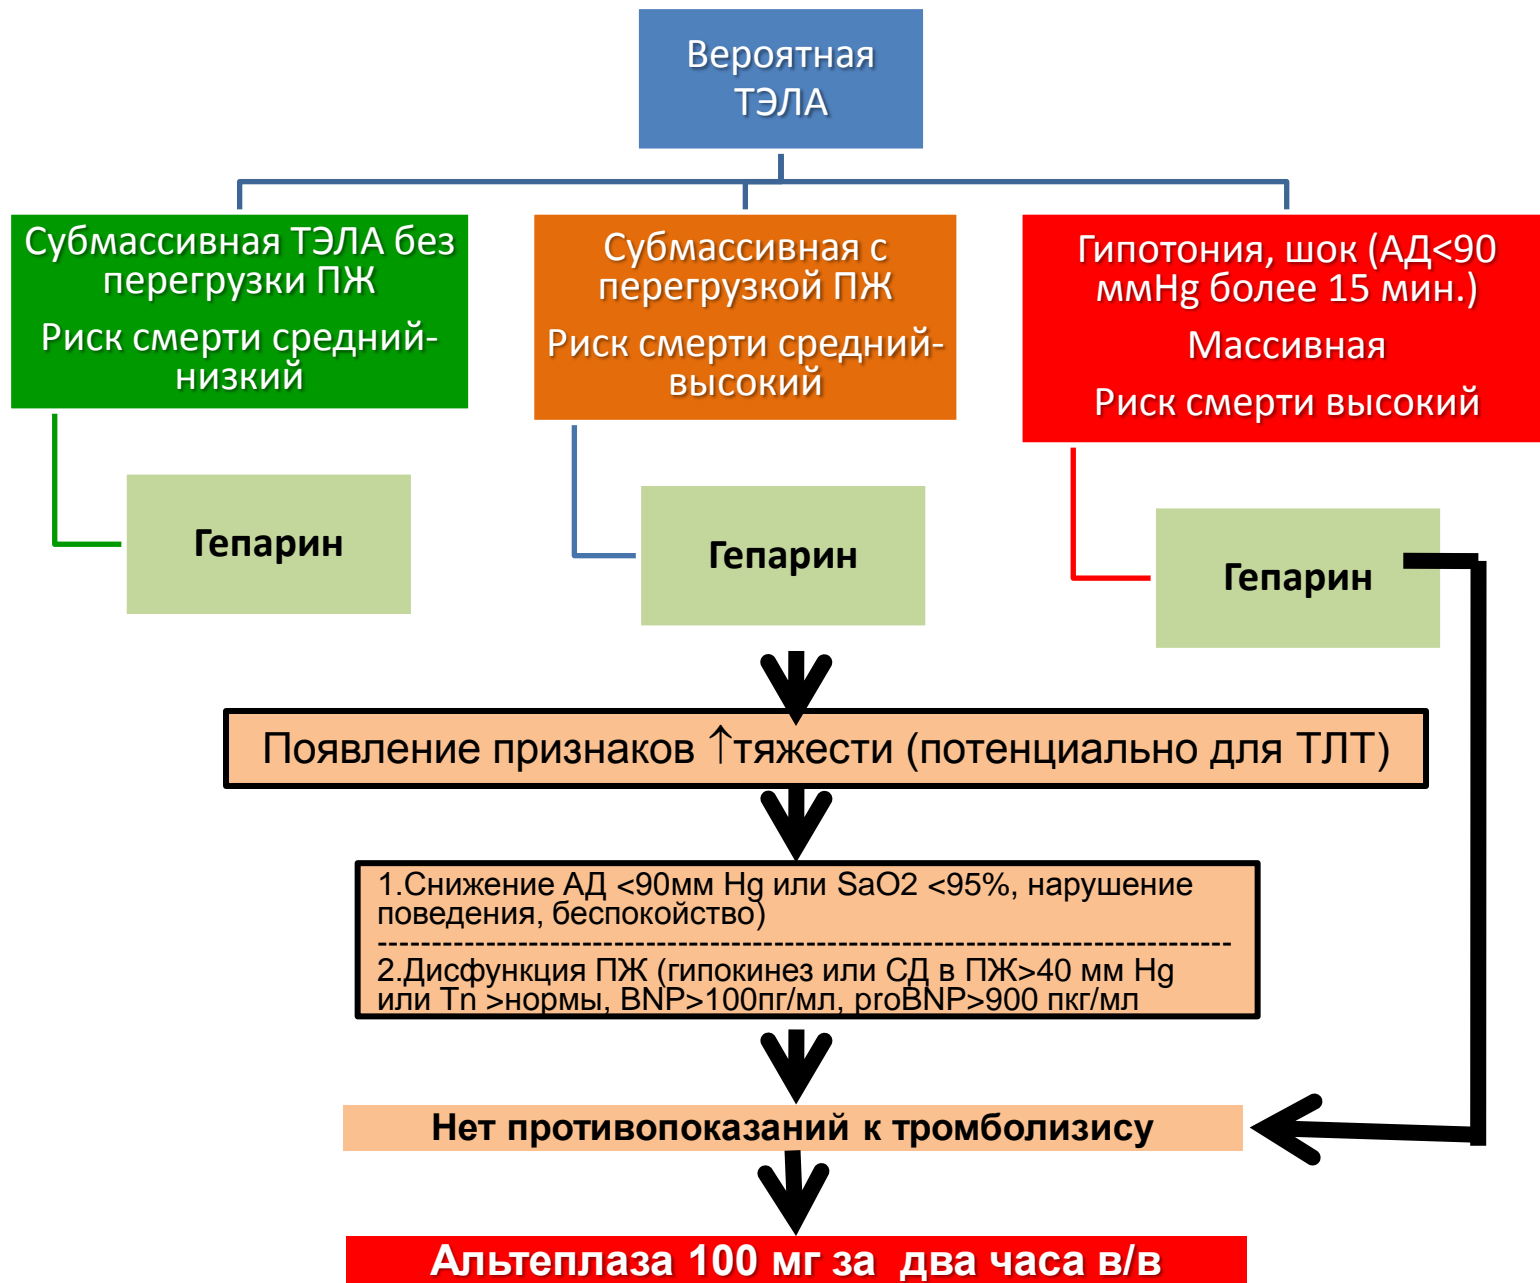 Вероятная
ТЭЛА
Субмассивная ТЭЛА без
перегрузки ПЖ
Риск смерти средний-
низкий
Субмассивная с
перегрузкой ПЖ
Риск смерти средний-
высокий
Гипотония, шок (АД<90
ммHg более 15 мин.)
Массивная
Риск смерти высокий
Гепарин
Гепарин
Гепарин
Появление признаков ↑тяжести (потенциально для ТЛТ)
1.Снижение АД <90мм Hg или SaO2 <95%, нарушение
поведения, беспокойство)
------------------------------------------------------------------------------
2.Дисфункция ПЖ (гипокинез или СД в ПЖ>40 мм Hg
или Tn >нормы, BNP>100пг/мл, proBNP>900 пкг/мл
Нет противопоказаний к тромболизису
Альтеплаза 100 мг за два часа в/в